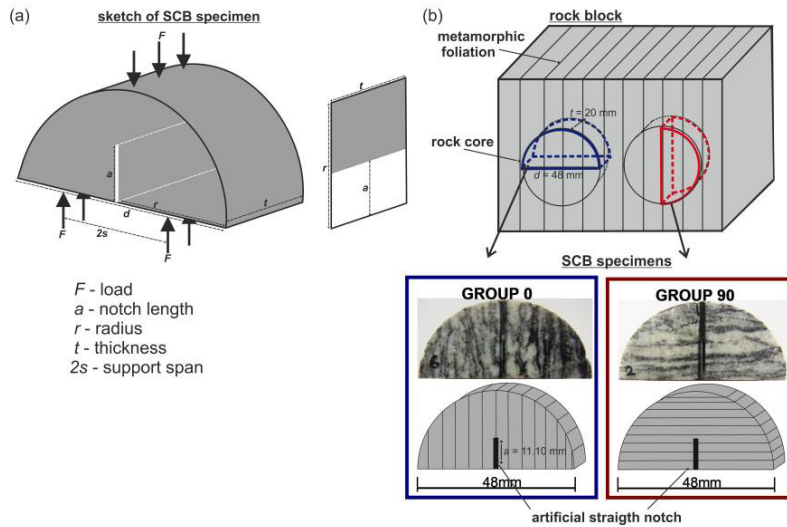 (a)
sketch of SCB specimen
F
a
r
d
t
F
2s
F
t
r
a
F - load
a - notch length
r - radius
t - thickness
2s - support span
(b)
rock block
metamorphic
foliation
t = 20 mm
rock core
d = 48 mm
SCB specimens
GROUP 0
6
a = 11.10 mm
48mm
GROUP 90
2
48mm
artificial straigth notch